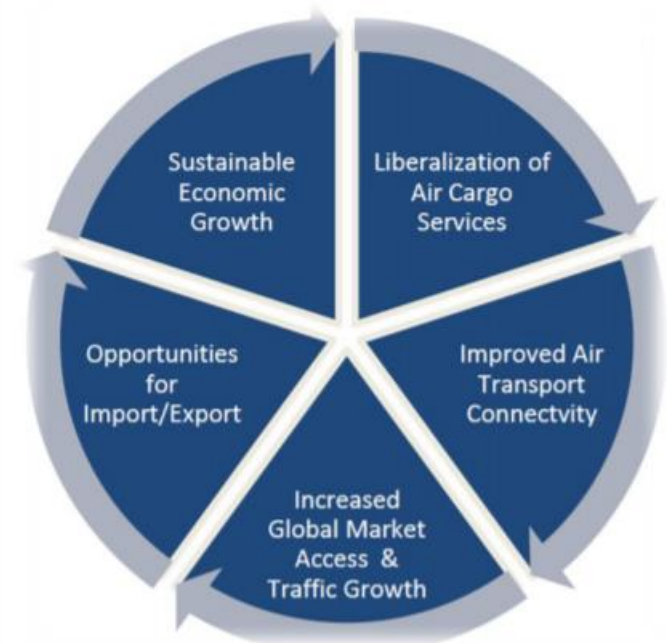 Sustainable
Economic
Growth
Liberalization of
Air Cargo
Services
Opportunities
for
Import/Export
Improved Air
Transport
Connectvity
Increased
Global Market
Access &
Traffic Growth